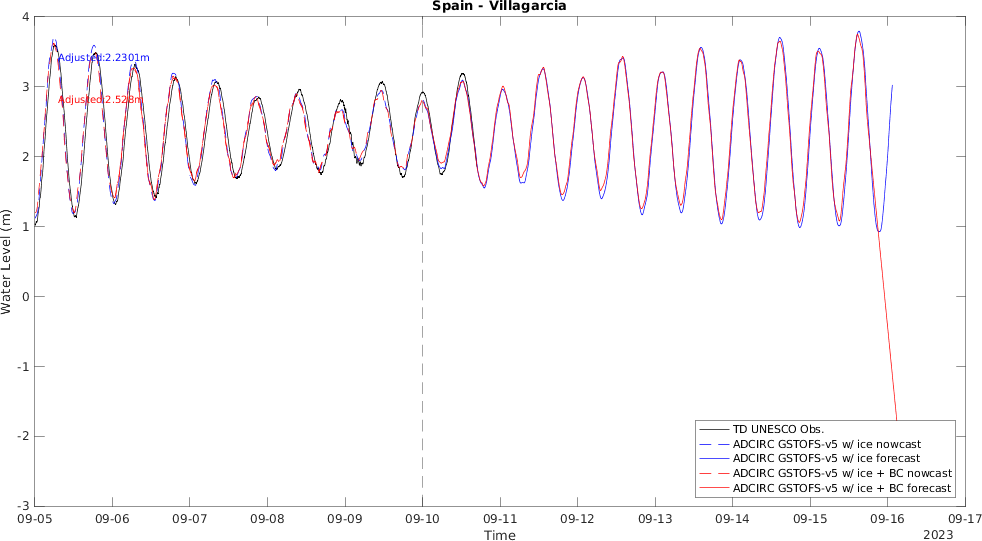 Spain - Villagarcia
4
3
2
1
0
-1
-2
-3
Water Level (m)
Adjusted:2.2301m
Adjusted:2.528m
TD UNESCO Obs.
ADCIRC GSTOFS-v5 w/ ice nowcast
ADCIRC GSTOFS-v5 w/ ice forecast
ADCIRC GSTOFS-v5 w/ ice + BC nowcast
ADCIRC GSTOFS-v5 w/ ice + BC forecast
09-05 09-06 09-07 09-08 09-09 09-10 09-11 09-12 09-13 09-14 09-15 09-16 09-17
Time
2023